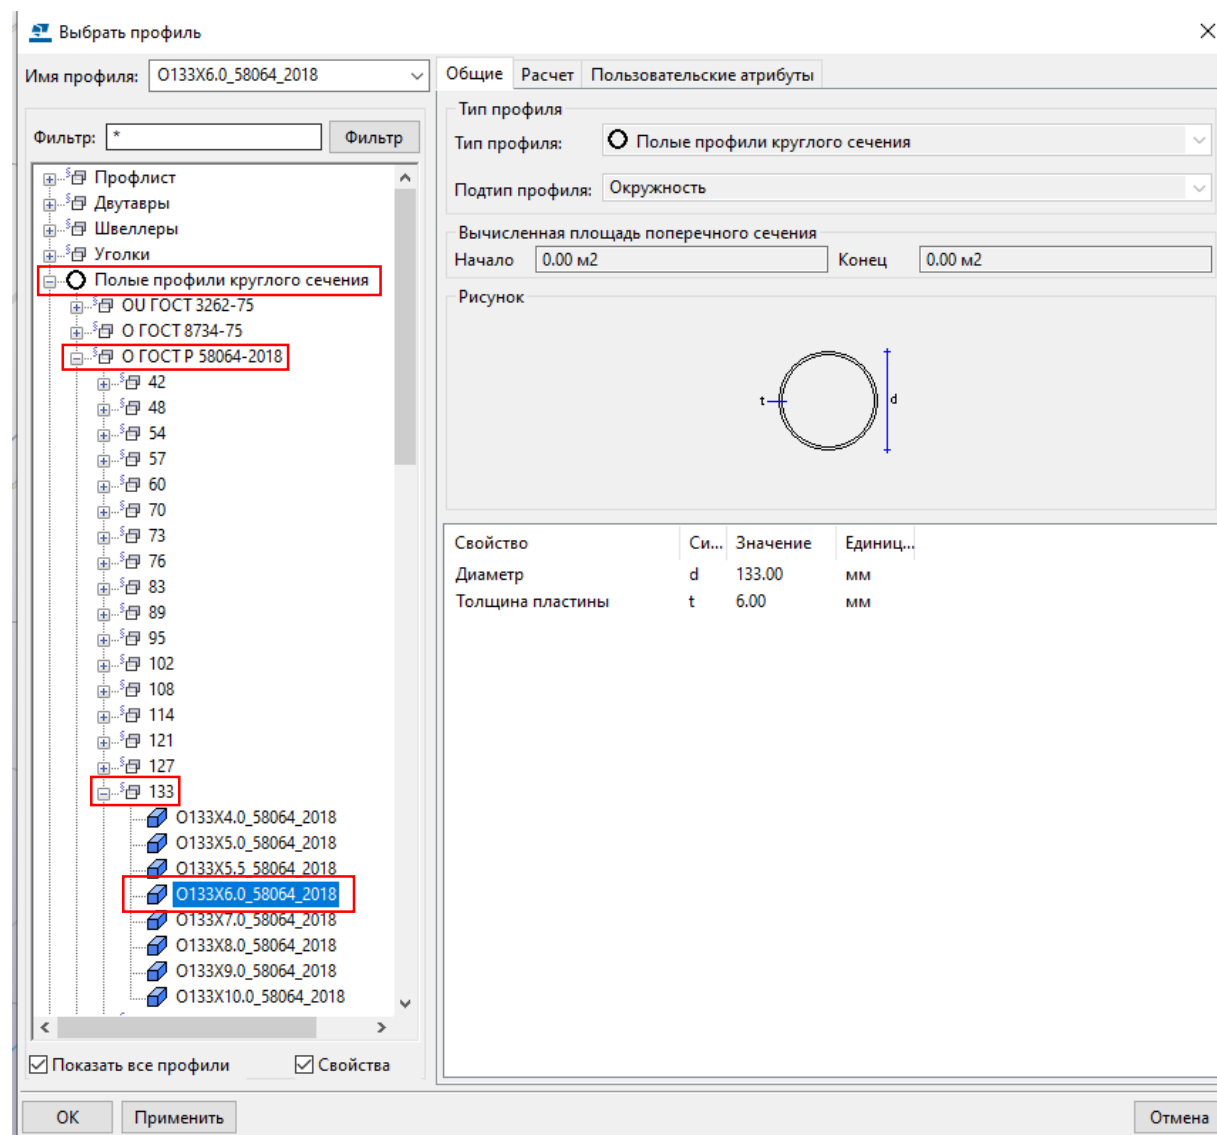 Выбрать профиль
Имя профиля: O133X6.0_58064_2018
Фильтр: * Фильтр
Профлист
Двутавры
Швеллеры
Уголки
Полые профили круглого сечения
OU ГОСТ 3262-75
O ГОСТ 8734-75
O ГОСТ Р 58064-2018
42
48
54
57
60
70
73
76
83
89
95
102
108
114
121
127
133
O133X4.0_58064_2018
O133X5.0_58064_2018
O133X5.5_58064_2018
O133X6.0_58064_2018
O133X7.0_58064_2018
O133X8.0_58064_2018
O133X9.0_58064_2018
O133X10.0_58064_2018
Показать все профили Свойства
Общие Расчет Пользовательские атрибуты
Тип профиля
Тип профиля: Полые профили круглого сечения
Подтип профиля: Окружность
Вычисленная площадь поперечного сечения
Начало 0.00 м2 Конец 0.00 м2
Рисунок
t d
Свойство Си... Значение Единиц...
Диаметр d 133.00 мм
Толщина пластины t 6.00 мм
OK Применить Отмена